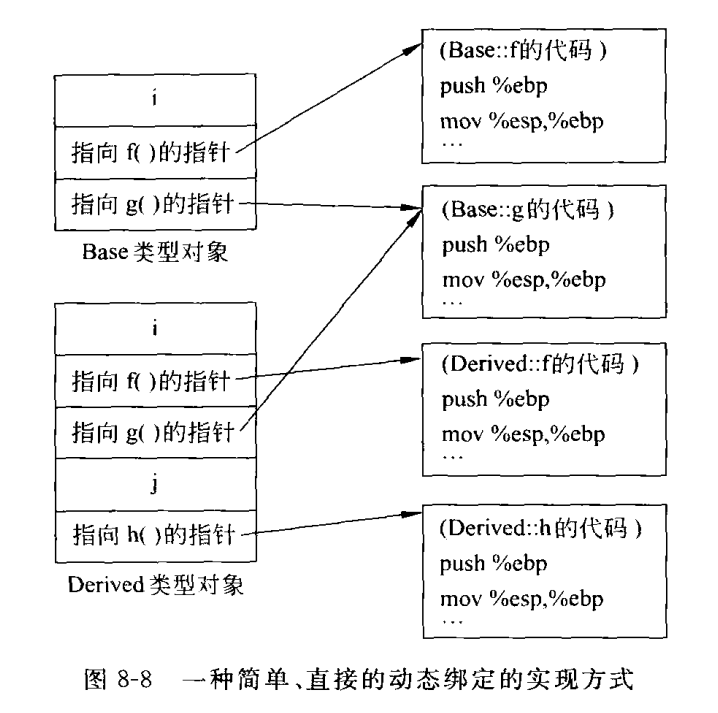 i
指向 f( )的指针
指向 g( )的指针
Base 类型对象
i
指向 f( )的指针
指向 g( )的指针
j
指向 h( )的指针
Derived 类型对象
(Base::f的代码 )
push %ebp
mov %esp,%ebp
…
(Base::g的代码 )
push %ebp
mov %esp,%ebp
…
(Derived::f的代码 )
push %ebp
mov %esp,%ebp
…
(Derived::h的代码 )
push %ebp
mov %esp,%ebp
…
图 8-8 一种简单、直接的动态绑定的实现方式